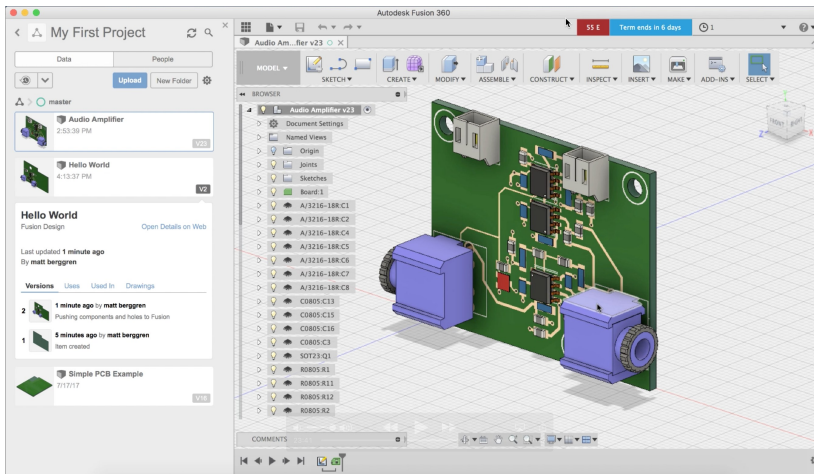 Autodesk Fusion 360
My First Project
Data
People
Upload
New Folder
master
Audio Amplifier
2:53:39 PM
V23
Hello World
4:13:37 PM
V2
Hello World
Fusion Design
Open Details on Web
Last updated 1 minute ago
By matt berggren
Versions Uses Used In Drawings
2
1 minute ago by matt berggren
Pushing components and holes to Fusion
1
5 minutes ago by matt berggren
Item created
Simple PCB Example
7/17/17
V16
55 E
Term ends in 6 days
1
Audio Am...fier v23
MODEL
SKETCH
CREATE
MODIFY
ASSEMBLE
CONSTRUCT
INSPECT
INSERT
MAKE
ADD-INS
SELECT
BROWSER
Audio Amplifier v23
Document Settings
Named Views
Origin
Joints
Sketches
Board:1
A/3216-18R:C1
A/3216-18R:C2
A/3216-18R:C4
A/3216-18R:C5
A/3216-18R:C6
A/3216-18R:C7
A/3216-18R:C8
C0805:C13
C0805:C15
C0805:C16
C0805:C3
SOT23:Q1
R0805:R1
R0805:R11
R0805:R12
R0805:R2
FRONT
RIGHT
Z
COMMENTS